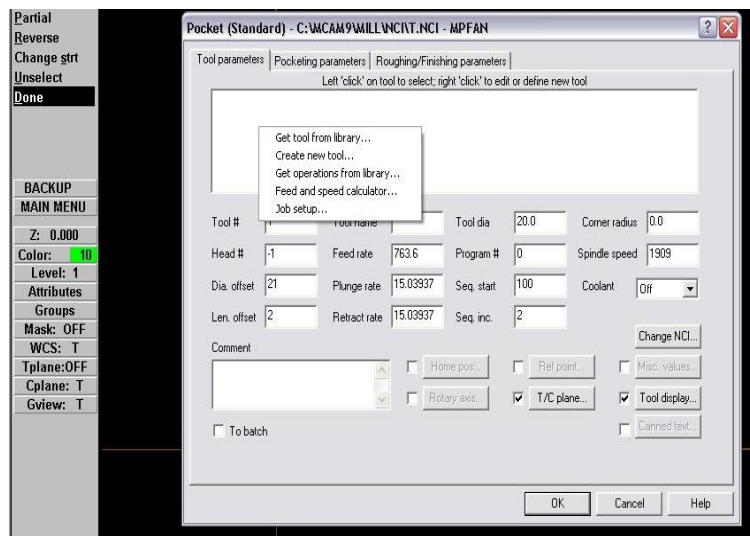 Partial
Reverse
Change strt
Unselect
Done
BACKUP
MAIN MENU
Z: 0.000
Color: 10
Level: 1
Attributes
Groups
Mask: OFF
WCS: T
Tplane:OFF
Cplane: T
Gview: T
Pocket (Standard) - C:\MCAM9\MILL\NCI\T.NCI - MPFAN
Tool parameters Pocketing parameters Roughing/Finishing parameters
Left 'click' on tool to select; right 'click' to edit or define new tool
Get tool from library...
Create new tool...
Get operations from library...
Feed and speed calculator...
Job setup...
Tool # Tool name Tool dia 20.0 Corner radius 0.0
Head # -1 Feed rate 763.6 Program # 0 Spindle speed 1909
Dia. offset 21 Plunge rate 15.03937 Seq. start 100 Coolant Off
Len. offset 2 Retract rate 15.03937 Seq. inc. 2
Change NCI...
Comment
Home pos... Ref point... Misc. values...
Rotary axis... T/C plane... Tool display...
To batch Canned text...
OK Cancel Help